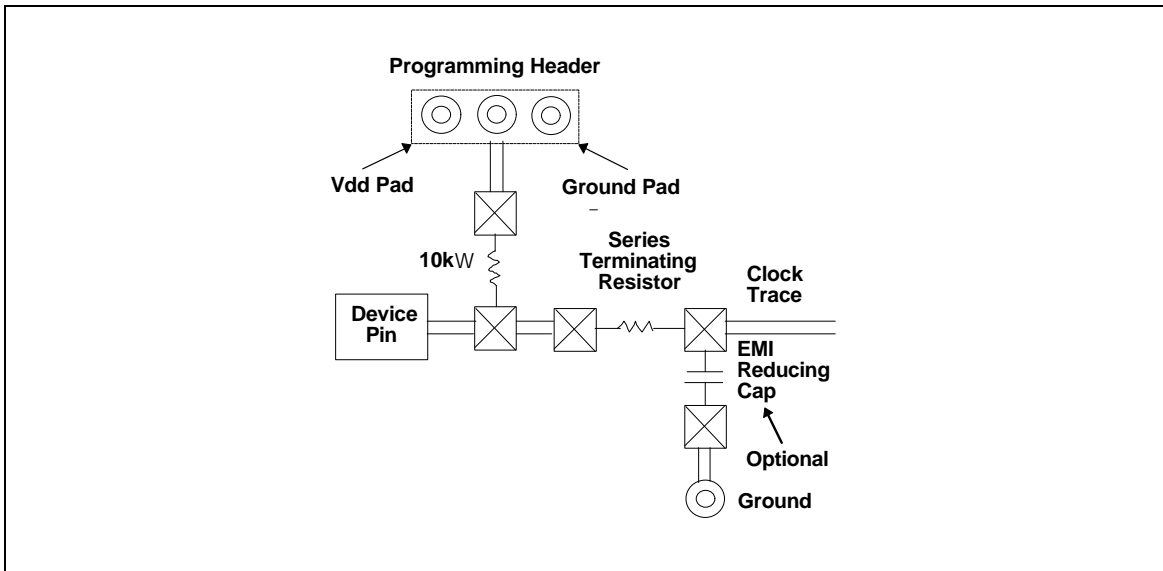 Programming Header
Vdd Pad
Ground Pad
10kW
Series
Terminating
Resistor
Clock
Trace
Device
Pin
EMI
Reducing
Cap
Optional
Ground